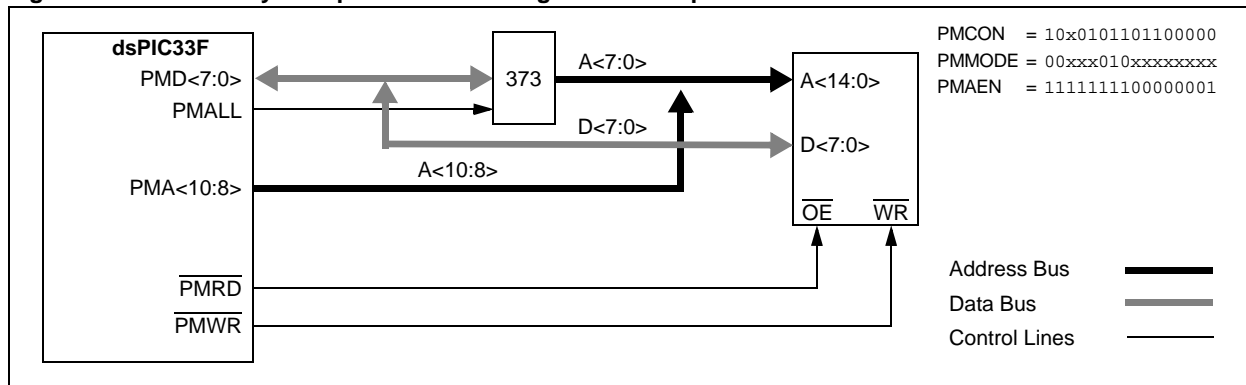 dsPIC33F
PMD<7:0>
PMALL
PMA<10:8>
PMRD
PMWR
373
A<7:0>
D<7:0>
A<10:8>
A<14:0>
D<7:0>
OE WR
PMCON = 10x0101101100000
PMMODE = 00xxx010xxxxxxxx
PMAEN = 1111111100000001
Address Bus
Data Bus
Control Lines